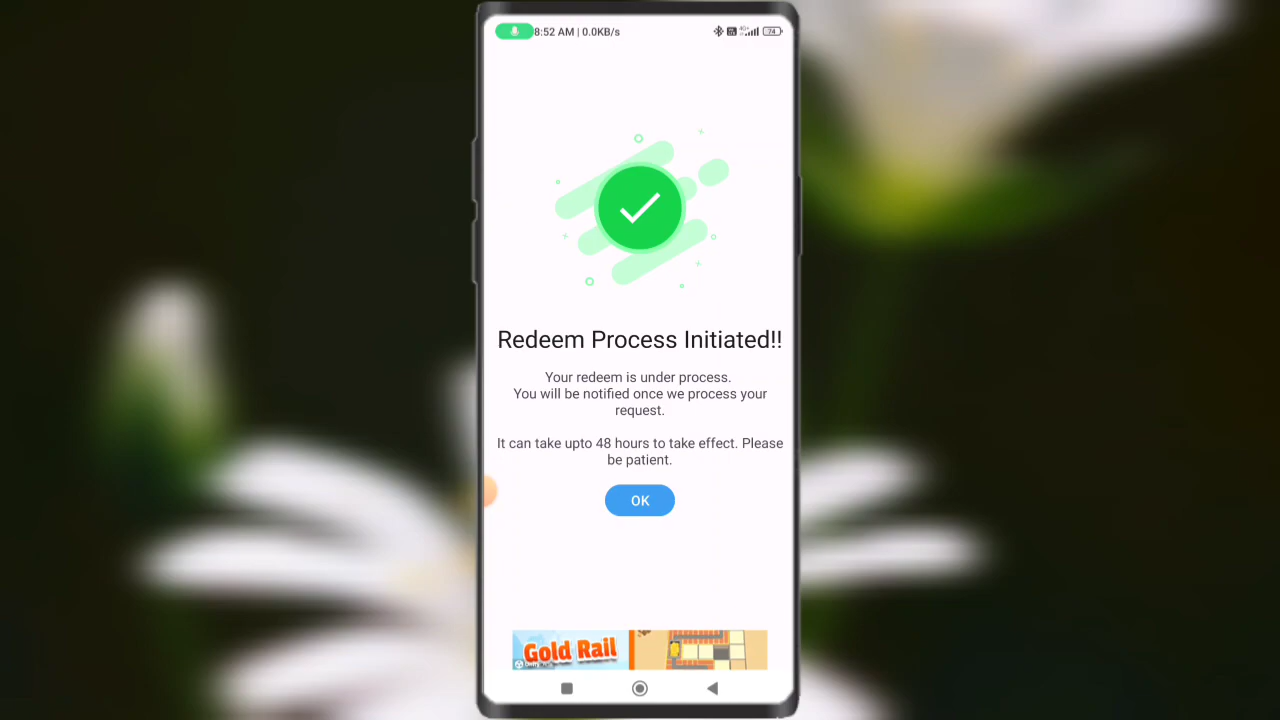 8:52 AM | 0.0KB/s
74
Redeem Process Initiated!!
Your redeem is under process.
You will be notified once we process your
request.
It can take upto 48 hours to take effect. Please
be patient.
OK
Gold Rail